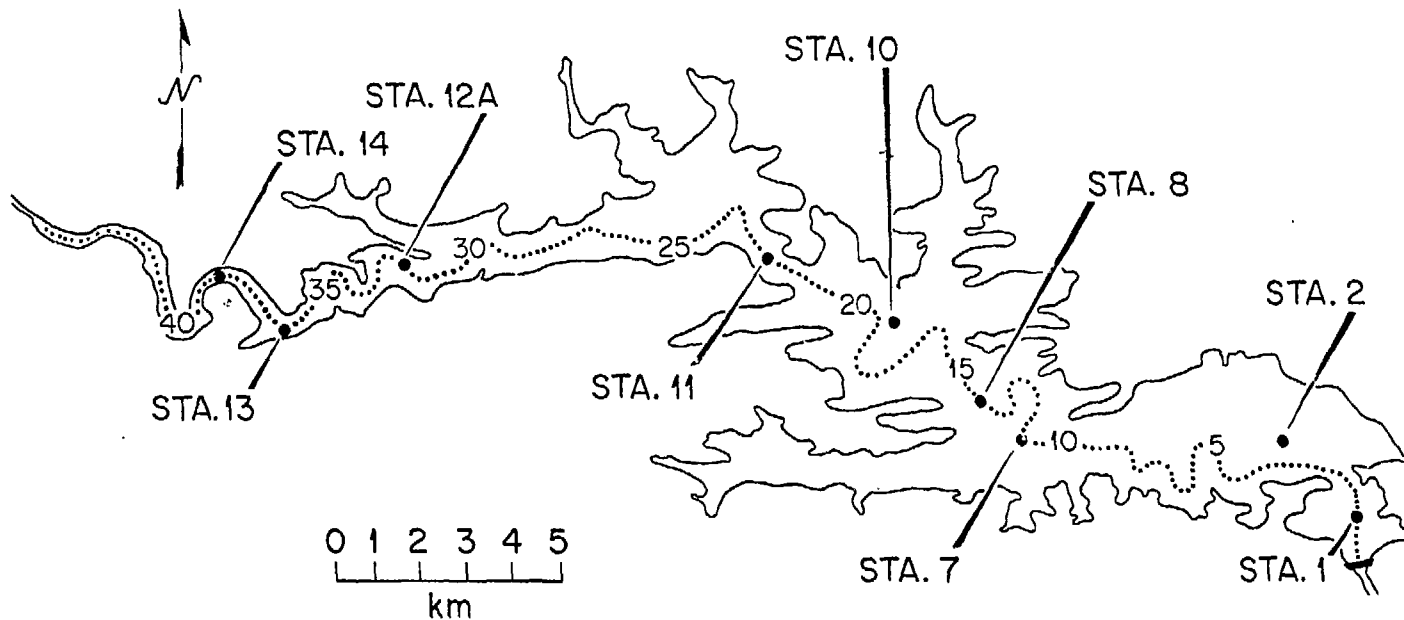 STA. 10
STA. 12A
N
STA. 14
STA. 8
30
25
35
20
STA. 2
40
15
STA. 11
STA. 13
10
5
0 1 2 3 4 5
km
STA. 7
STA. 1